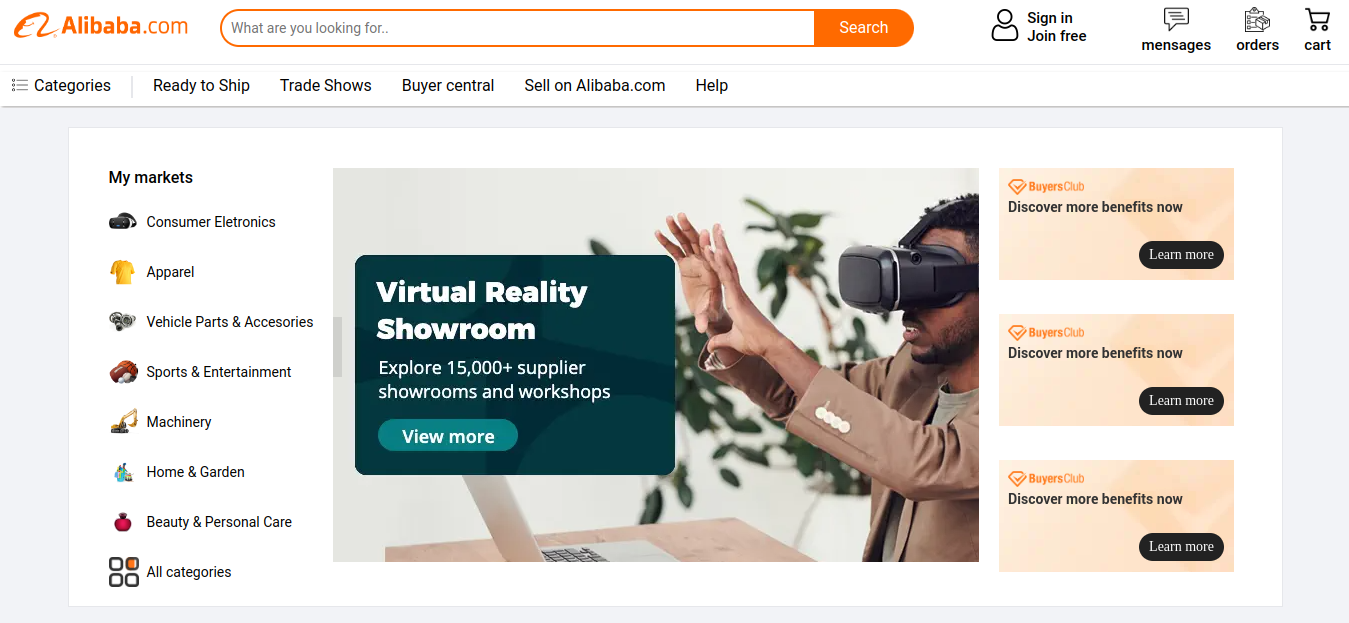 Alibaba.com
What are you looking for..
Search
Sign in
Join free
mensages
orders
cart
Categories
Ready to Ship
Trade Shows
Buyer central
Sell on Alibaba.com
Help
My markets
Consumer Eletronics
Apparel
Vehicle Parts & Accesories
Sports & Entertainment
Machinery
Home & Garden
Beauty & Personal Care
All categories
Virtual Reality
Showroom
Explore 15,000+ supplier
showrooms and workshops
View more
BuyersClub
Discover more benefits now
Learn more
BuyersClub
Discover more benefits now
Learn more
BuyersClub
Discover more benefits now
Learn more